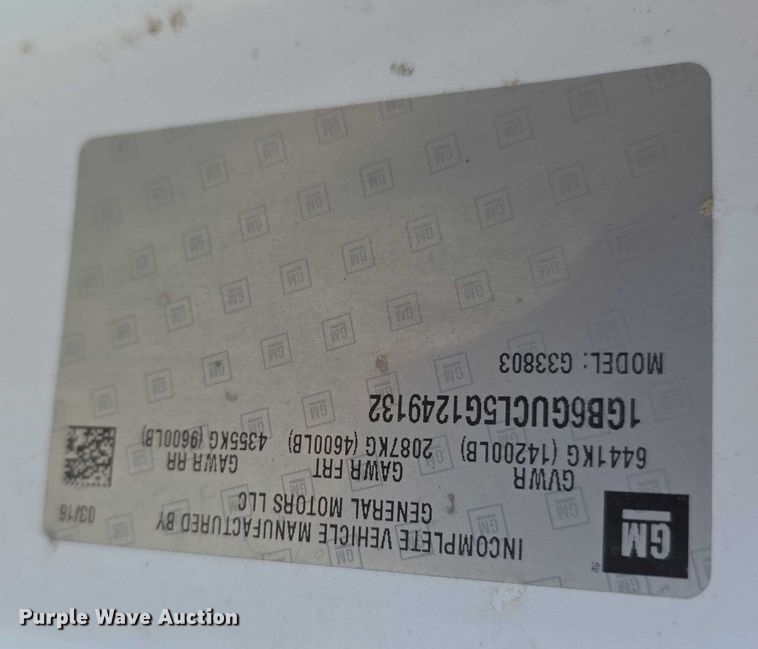 GM
INCOMPLETE VEHICLE MANUFACTURED BY
GENERAL MOTORS LLC
03/16
GVWR GAWR FRT GAWR RR
6441KG (14200LB) 2087KG (4600LB) 4355KG (9600LB)
1GB6GUCL5G1249132
MODEL: G33803
Purple Wave Auction